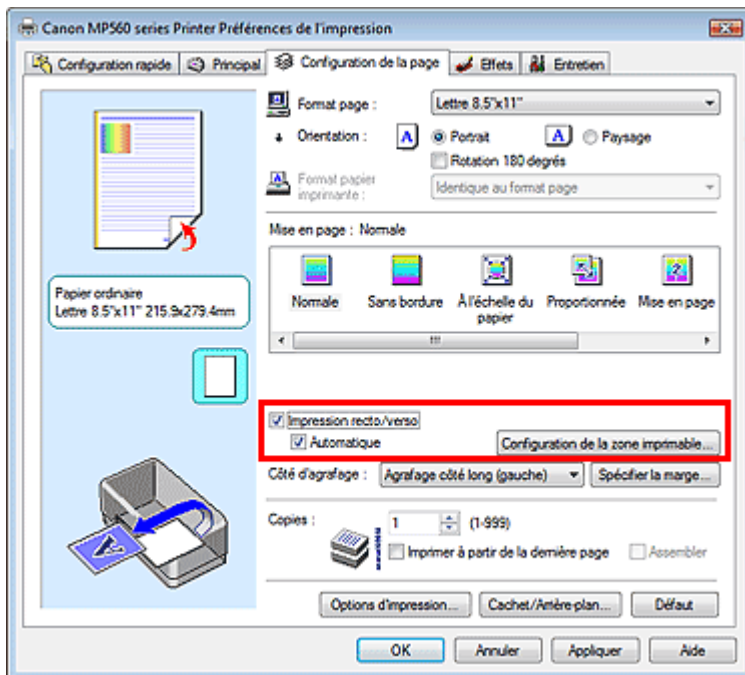 Canon MP560 series Printer Préférences de l'impression
Configuration rapide Principal Configuration de la page Effets Entretien
Format page : Lettre 8.5"x11"
Orientation : A Portrait A Paysage
Rotation 180 degrés
Format papier
imprimante : Identique au format page
Mise en page : Normale
Normale Sans bordure À l'échelle du papier Proportionnée Mise en page
Papier ordinaire
Lettre 8.5"x11" 215.9x279.4mm
Impression recto/verso
Automatique Configuration de la zone imprimable...
Côté d'agrafage : Agrafage côté long (gauche) Spécifier la marge...
Copies : 1 (1-999)
Imprimer à partir de la dernière page Assembler
Options d'impression... Cachet/Arrière-plan... Défaut
OK Annuler Appliquer Aide